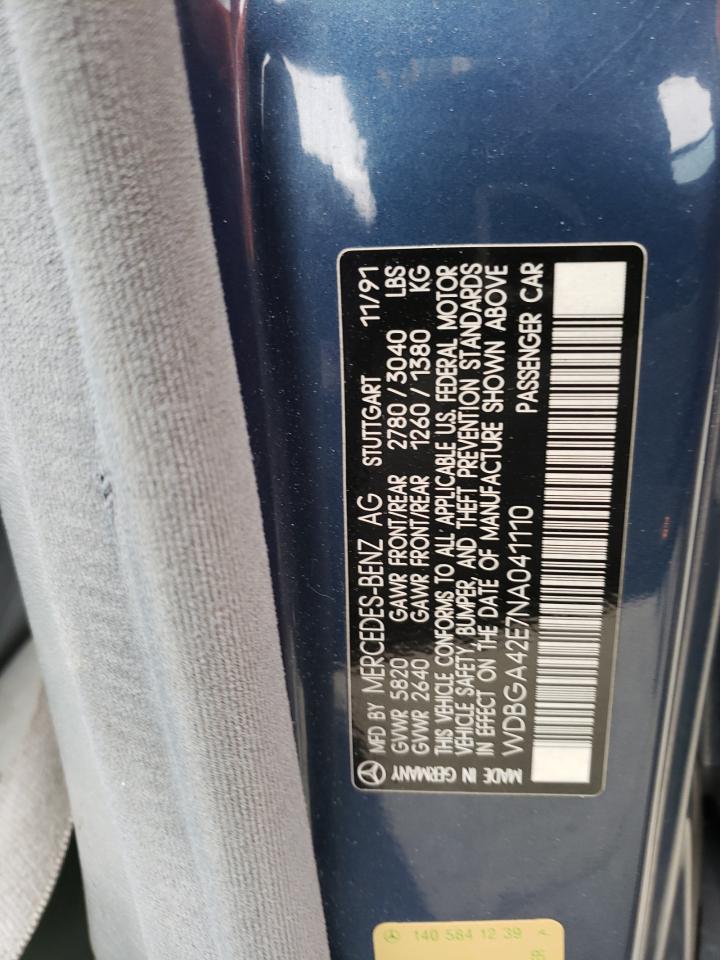 MFD BY MERCEDES-BENZ AG STUTTGART 11/91
GVWR 5820 GAWR FRONT/REAR 2780 / 3040 LBS
GVWR 2640 GAWR FRONT/REAR 1260 / 1380 KG
THIS VEHICLE CONFORMS TO ALL APPLICABLE U.S. FEDERAL MOTOR
VEHICLE SAFETY, BUMPER, AND THEFT PREVENTION STANDARDS
IN EFFECT ON THE DATE OF MANUFACTURE SHOWN ABOVE
WDBGA42E7NA041110 PASSENGER CAR
MADE IN
GERMANY
140 584 12 39